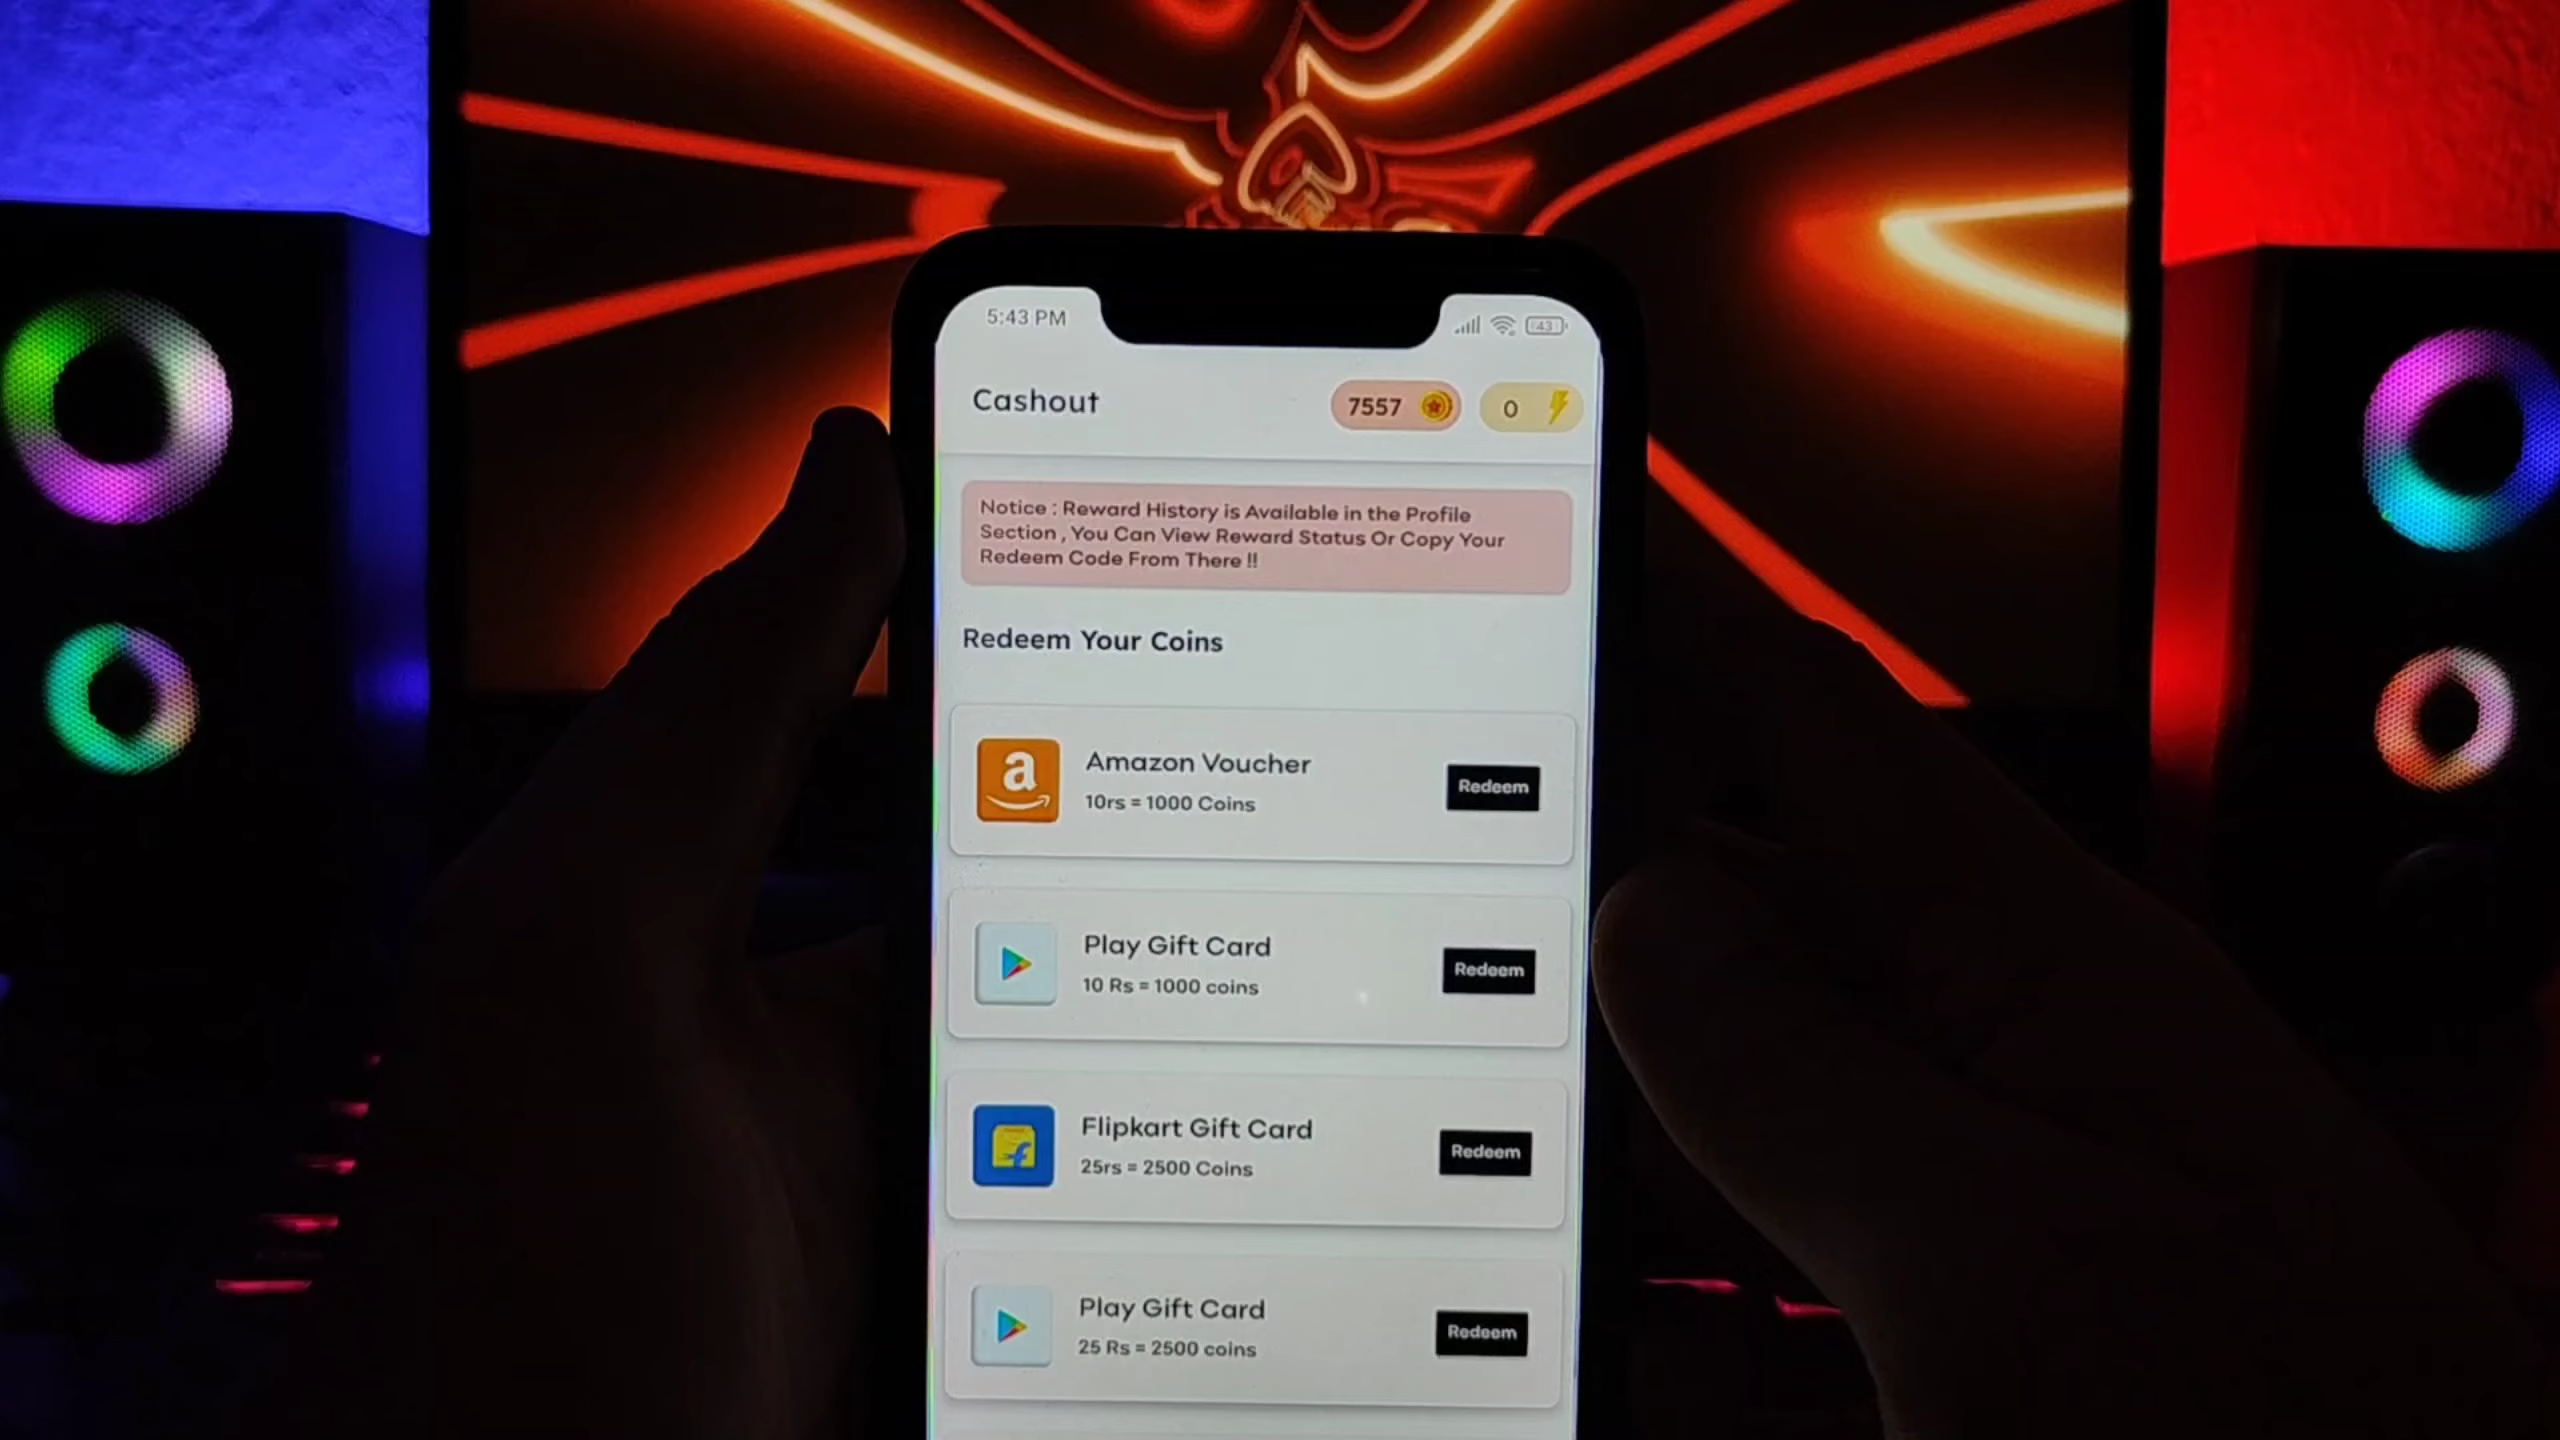 5:43 PM
43
Cashout
7557
0
Notice : Reward History is Available in the Profile
Section , You Can View Reward Status Or Copy Your
Redeem Code From There !!
Redeem Your Coins
Amazon Voucher
10rs = 1000 Coins
Redeem
Play Gift Card
10 Rs = 1000 coins
Redeem
Flipkart Gift Card
25rs = 2500 Coins
Redeem
Play Gift Card
25 Rs = 2500 coins
Redeem